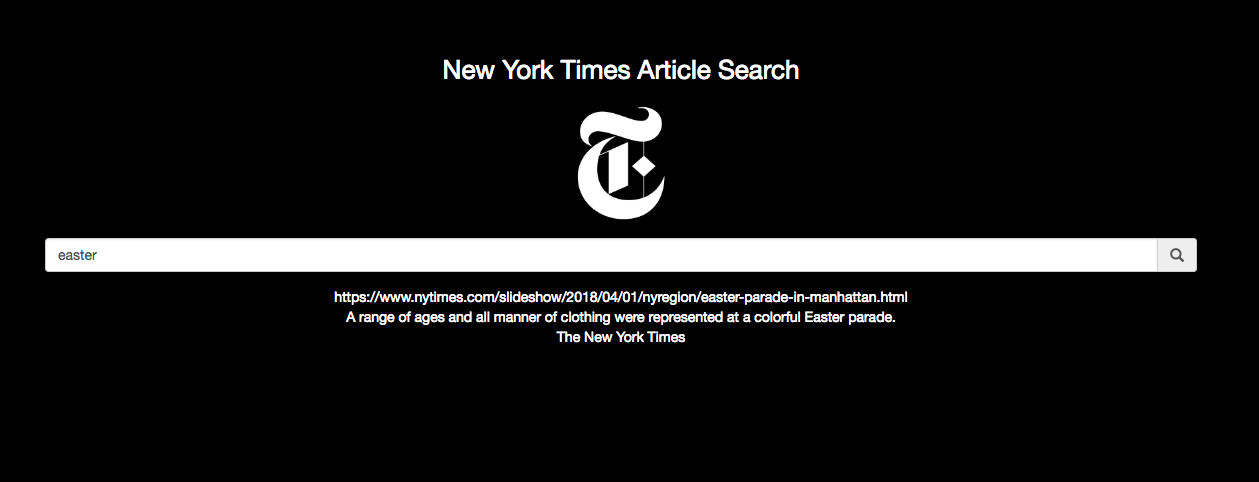 New York Times Article Search
T
easter
https://www.nytimes.com/slideshow/2018/04/01/nyregion/easter-parade-in-manhattan.html
A range of ages and all manner of clothing were represented at a colorful Easter parade.
The New York Times